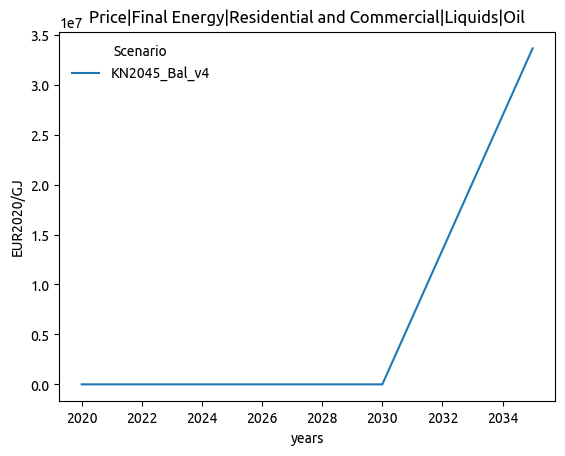 Price|Final Energy|Residential and Commercial|Liquids|Oil
1e7
3.5
3.0
2.5
2.0
1.5
1.0
0.5
0.0
EUR2020/GJ
Scenario
KN2045_Bal_v4
2020 2022 2024 2026 2028 2030 2032 2034
years